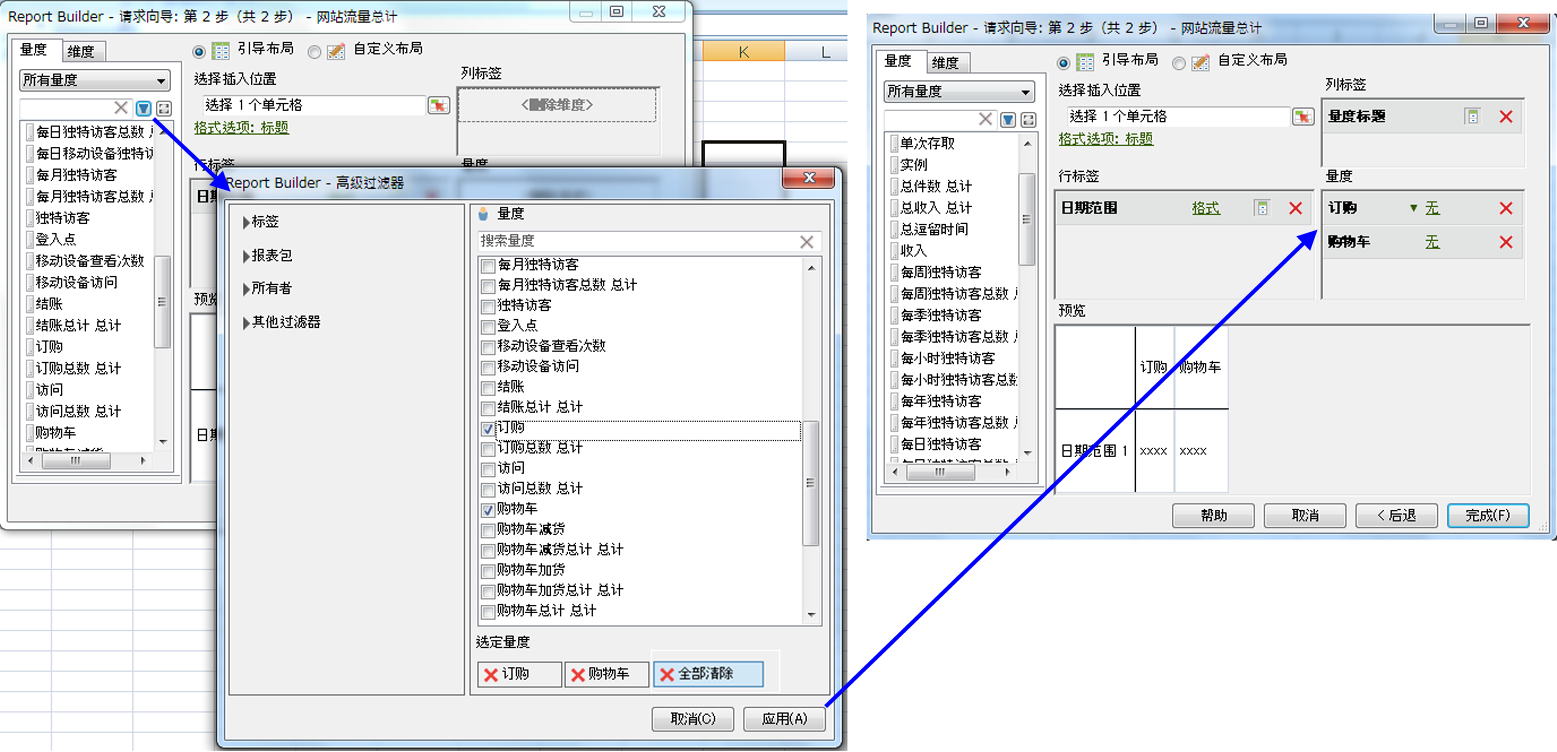 Report Builder - 请求向导: 第 2 步（共 2 步） - 网站流量总计
量度
维度
引导布局
自定义布局
所有量度
选择插入位置
选择 1 个单元格
格式选项: 标题
列标签
行标签
每日独特访客总数
每日移动设备独特访
每月独特访客
每月独特访客总数
独特访客
登入点
移动设备查看次数
移动设备访问
结账
结账总计 总计
订购
订购总数 总计
访问
访问总数 总计
购物车
K
L
Report Builder - 高级过滤器
标签
报表包
所有者
其他过滤器
量度
搜索量度
每月独特访客
每月独特访客总数 总计
独特访客
登入点
移动设备查看次数
移动设备访问
结账
结账总计 总计
订购
订购总数 总计
访问
访问总数 总计
购物车
购物车减货
购物车减货总计 总计
购物车加货
购物车加货总计 总计
购物车总计 总计
选定量度
订购
购物车
全部清除
取消(C)
应用(A)
Report Builder - 请求向导: 第 2 步（共 2 步） - 网站流量总计
量度
维度
引导布局
自定义布局
所有量度
选择插入位置
选择 1 个单元格
格式选项: 标题
列标签
量度标题
行标签
日期范围
格式
量度
订购
无
购物车
无
单次存取
实例
总件数 总计
总收入 总计
总逗留时间
收入
每周独特访客
每周独特访客总数
每季独特访客
每季独特访客总数
每小时独特访客
每小时独特访客总数
每年独特访客
每年独特访客总数
每日独特访客
预览
订购
购物车
日期范围 1
xxxx
xxxx
帮助
取消
< 后退
完成(F)